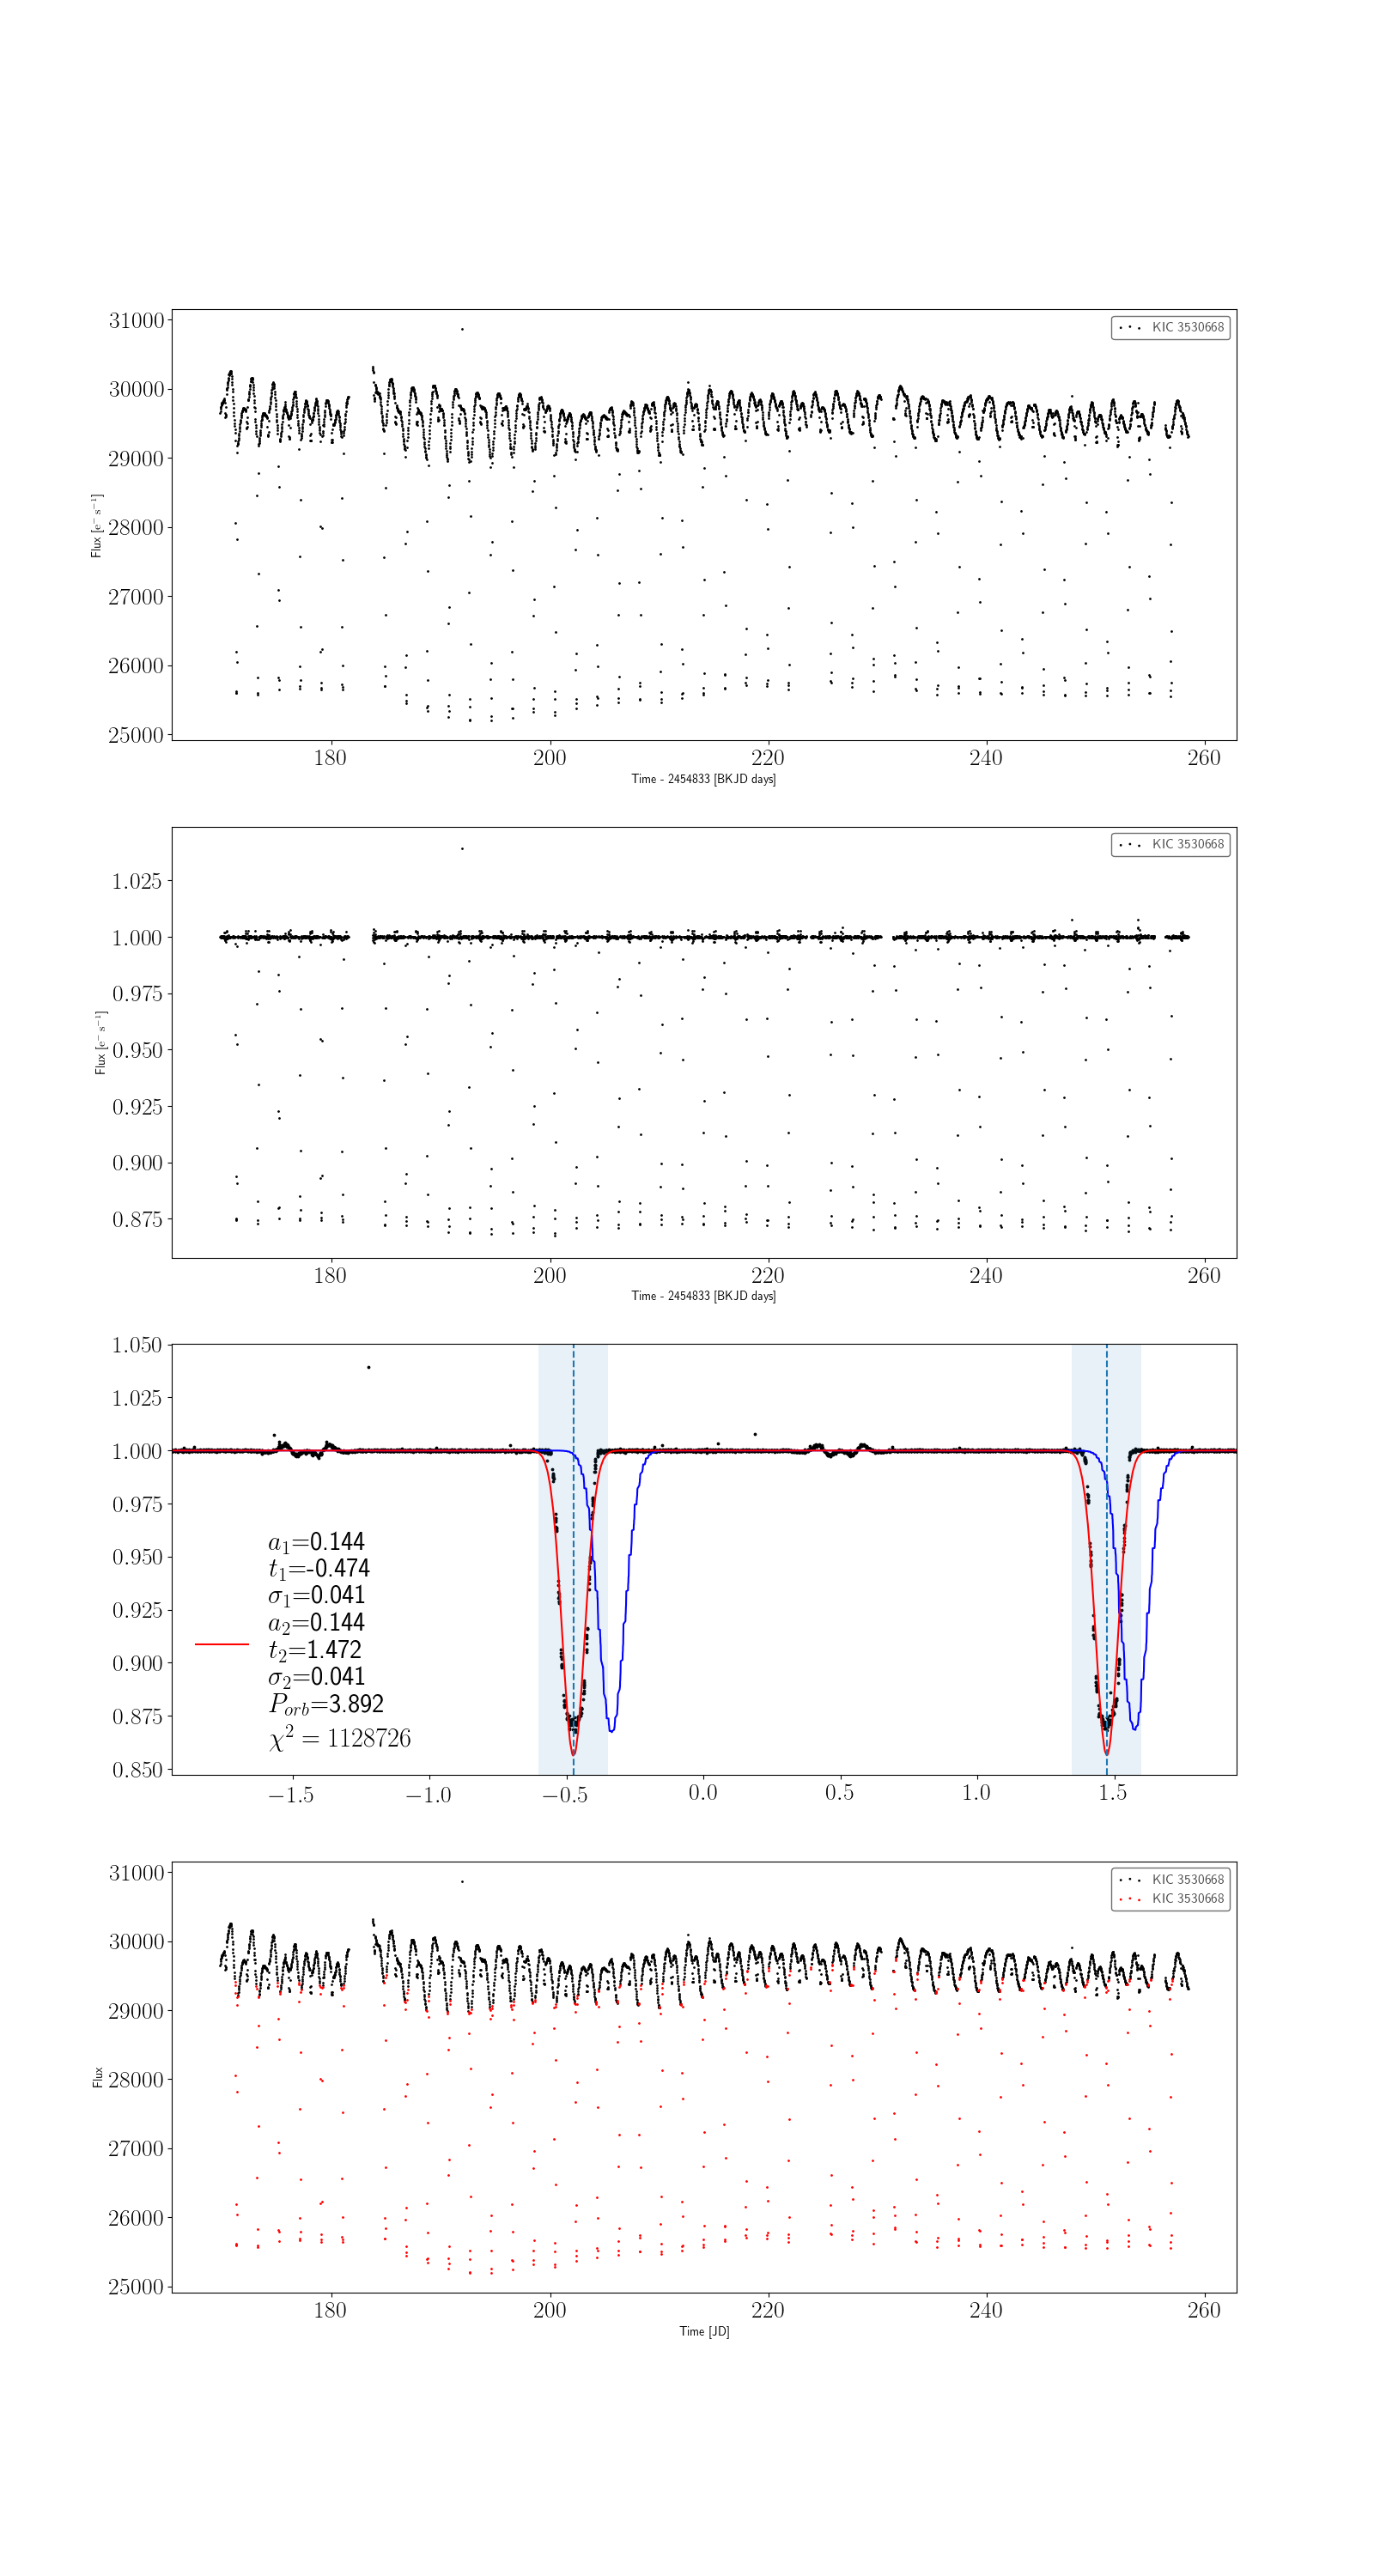 31000
30000
29000
28000
27000
26000
25000
Flux [e⁻ s⁻¹]
KIC 3530668
180
200
220
240
260
Time - 2454833 [BKJD days]
1.025
1.000
0.975
0.950
0.925
0.900
0.875
Flux [e⁻ s⁻¹]
KIC 3530668
180
200
220
240
260
Time - 2454833 [BKJD days]
1.050
1.025
1.000
0.975
0.950
0.925
0.900
0.875
0.850
a₁=0.144
t₁=-0.474
σ₁=0.041
a₂=0.144
t₂=1.472
σ₂=0.041
Pₒᵣb=3.892
χ² = 1128726
−1.5
−1.0
−0.5
0.0
0.5
1.0
1.5
31000
30000
29000
28000
27000
26000
25000
Flux
KIC 3530668
KIC 3530668
180
200
220
240
260
Time [JD]